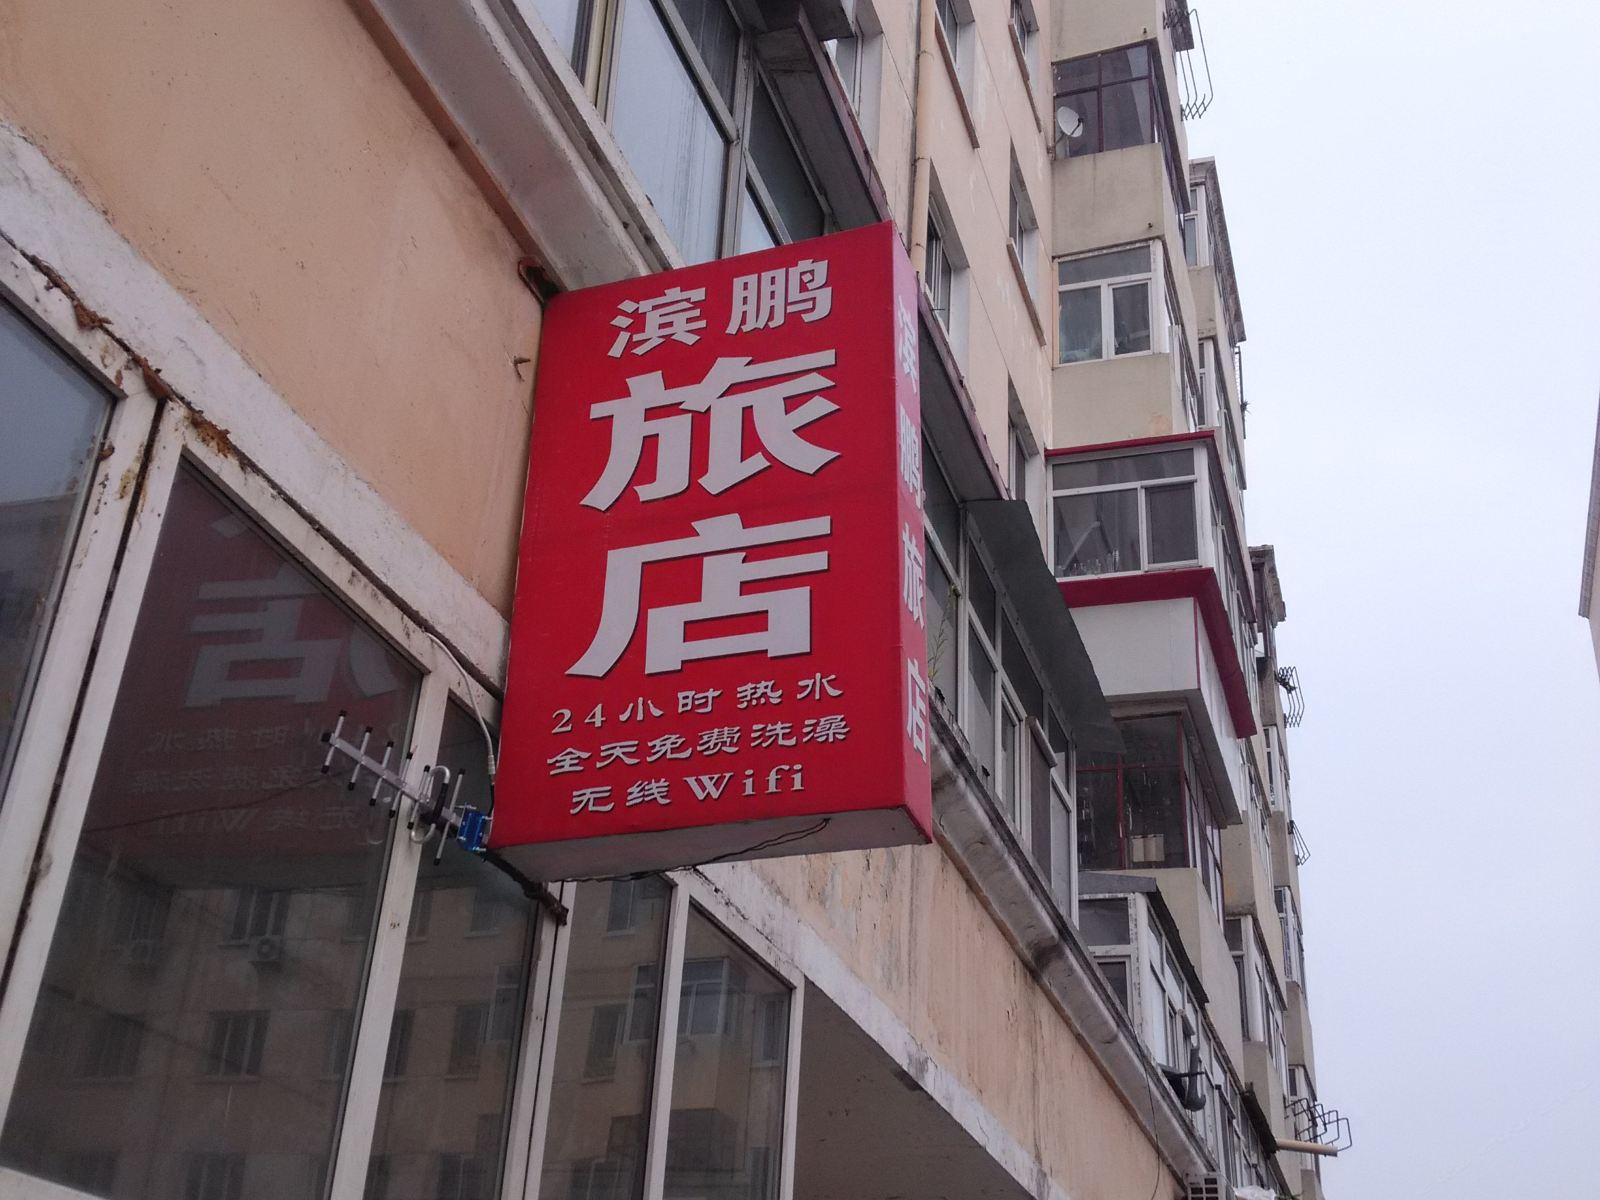 滨鹏
旅
店
24小时热水
全天免费洗澡
无线Wifi
滨鹏旅店